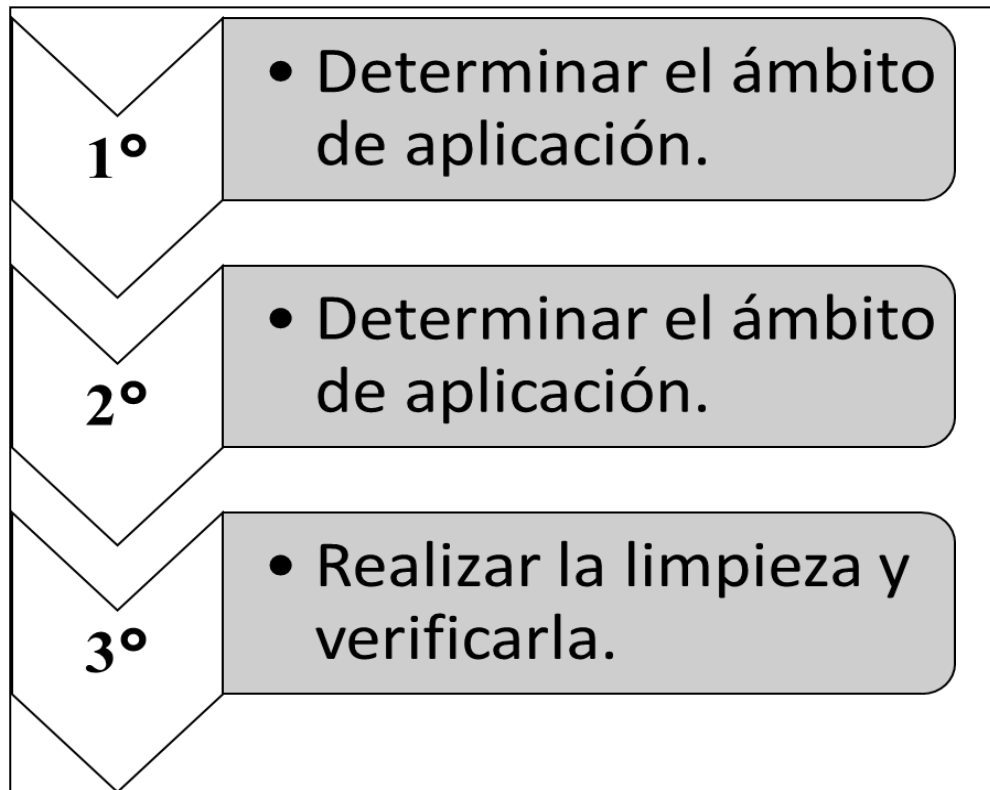 1°
• Determinar el ámbito
de aplicación.
2°
• Determinar el ámbito
de aplicación.
3°
• Realizar la limpieza y
verificarla.